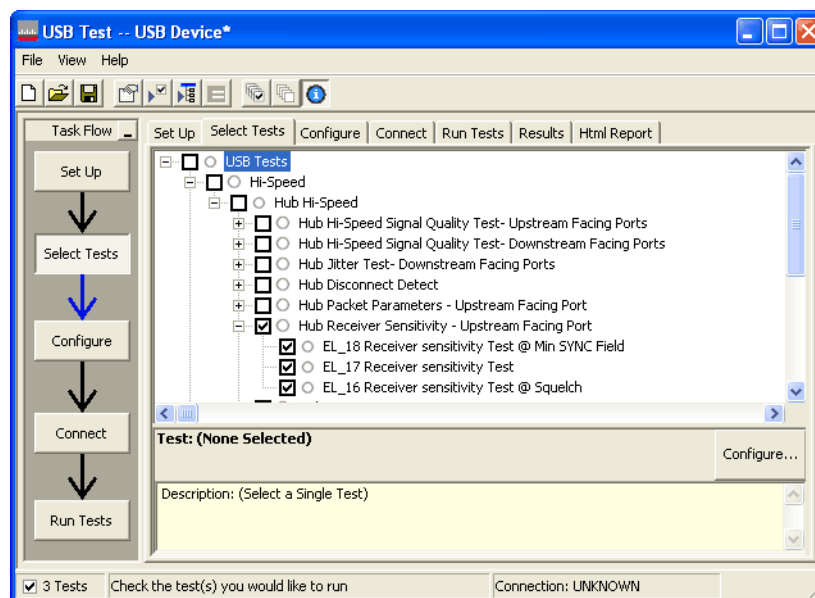 USB Test -- USB Device*
File View Help
Task Flow
Set Up
Select Tests
Configure
Connect
Run Tests
Set Up Select Tests Configure Connect Run Tests Results Html Report
USB Tests
Hi-Speed
Hub Hi-Speed
Hub Hi-Speed Signal Quality Test- Upstream Facing Ports
Hub Hi-Speed Signal Quality Test- Downstream Facing Ports
Hub Jitter Test- Downstream Facing Ports
Hub Disconnect Detect
Hub Packet Parameters - Upstream Facing Port
Hub Receiver Sensitivity - Upstream Facing Port
EL_18 Receiver sensitivity Test @ Min SYNC Field
EL_17 Receiver sensitivity Test
EL_16 Receiver sensitivity Test @ Squelch
Test: (None Selected)
Configure...
Description: (Select a Single Test)
3 Tests Check the test(s) you would like to run Connection: UNKNOWN